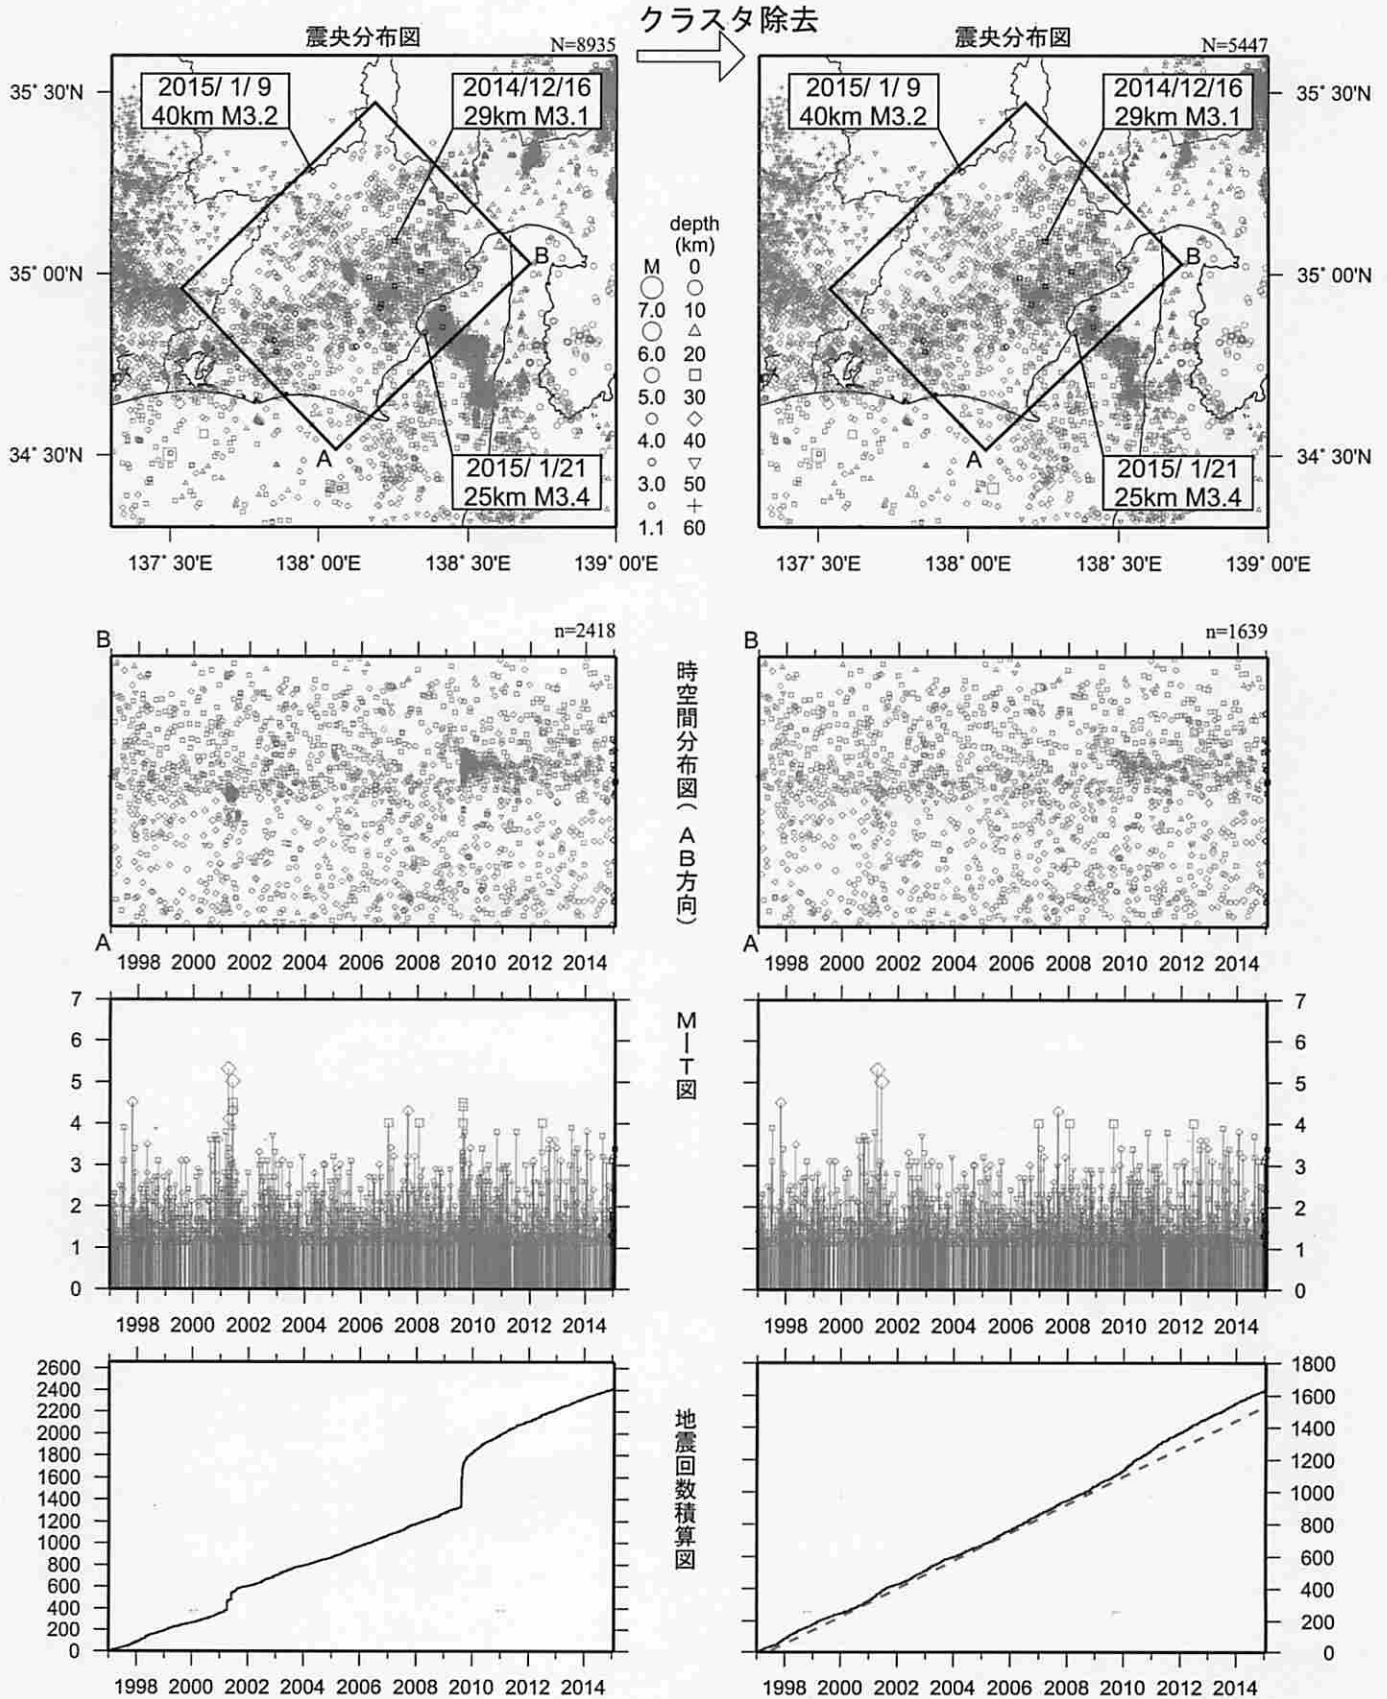 クラスタ除去
震央分布図
N=8935
震央分布図
N=5447
35° 30'N
35° 00'N
34° 30'N
2015/ 1/ 9
40km M3.2
2014/12/16
29km M3.1
B
A
2015/ 1/21
25km M3.4
137° 30'E
138° 00'E
138° 30'E
139° 00'E
depth
(km)
M 0
7.0 10
6.0 20
5.0 30
4.0 40
3.0 50
1.1 60
2015/ 1/ 9
40km M3.2
2014/12/16
29km M3.1
B
A
2015/ 1/21
25km M3.4
35° 30'N
35° 00'N
34° 30'N
137° 30'E
138° 00'E
138° 30'E
139° 00'E
B
n=2418
A
1998 2000 2002 2004 2006 2008 2010 2012 2014
時空間分布図(AB方向)
B
n=1639
A
1998 2000 2002 2004 2006 2008 2010 2012 2014
7
6
5
4
3
2
1
0
1998 2000 2002 2004 2006 2008 2010 2012 2014
M－T図
7
6
5
4
3
2
1
0
1998 2000 2002 2004 2006 2008 2010 2012 2014
2600
2400
2200
2000
1800
1600
1400
1200
1000
800
600
400
200
0
1998 2000 2002 2004 2006 2008 2010 2012 2014
地震回数積算図
1800
1600
1400
1200
1000
800
600
400
200
0
1998 2000 2002 2004 2006 2008 2010 2012 2014